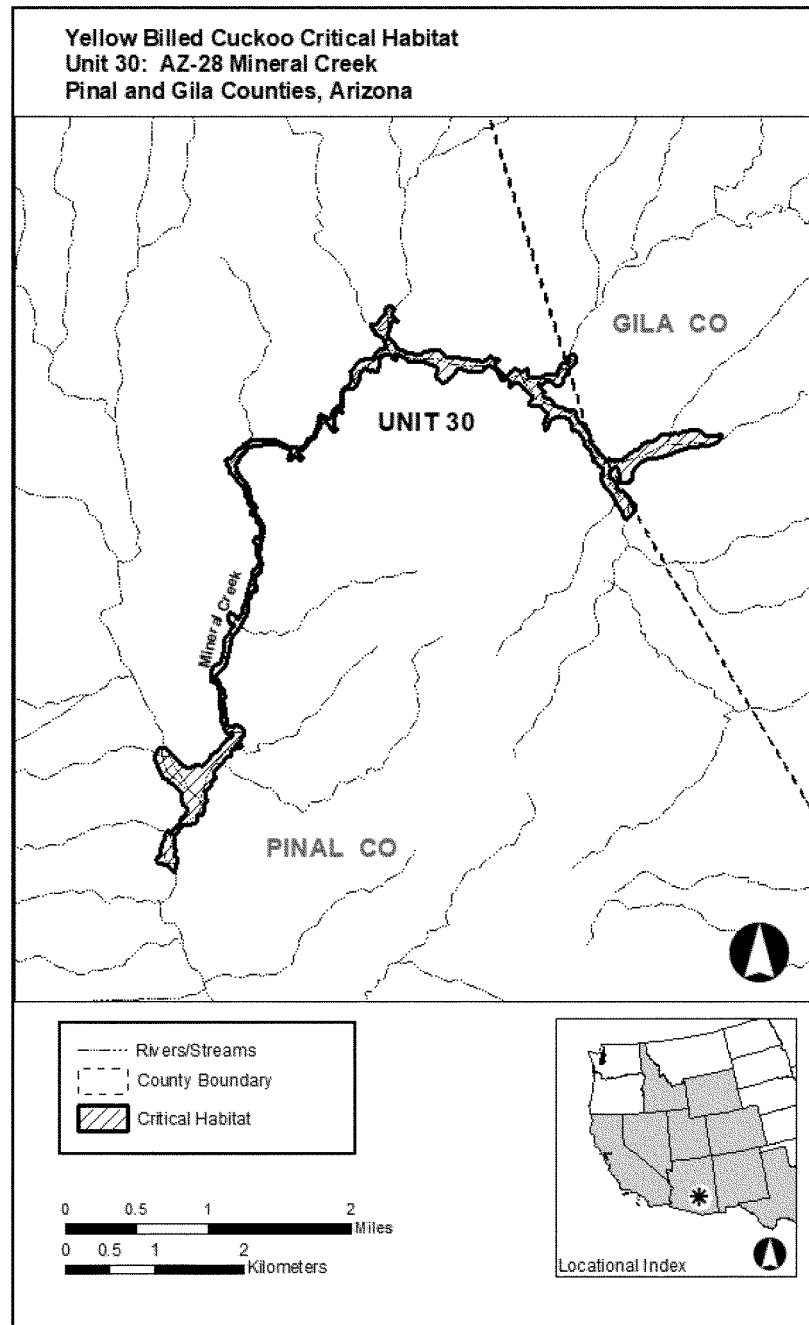 Yellow Billed Cuckoo Critical Habitat
Unit 30: AZ-28 Mineral Creek
Pinal and Gila Counties, Arizona
GILA CO
UNIT 30
Mineral Creek
PINAL CO
Rivers/Streams
County Boundary
Critical Habitat
0 0.5 1 2
Miles
0 0.5 1 2
Kilometers
Locational Index